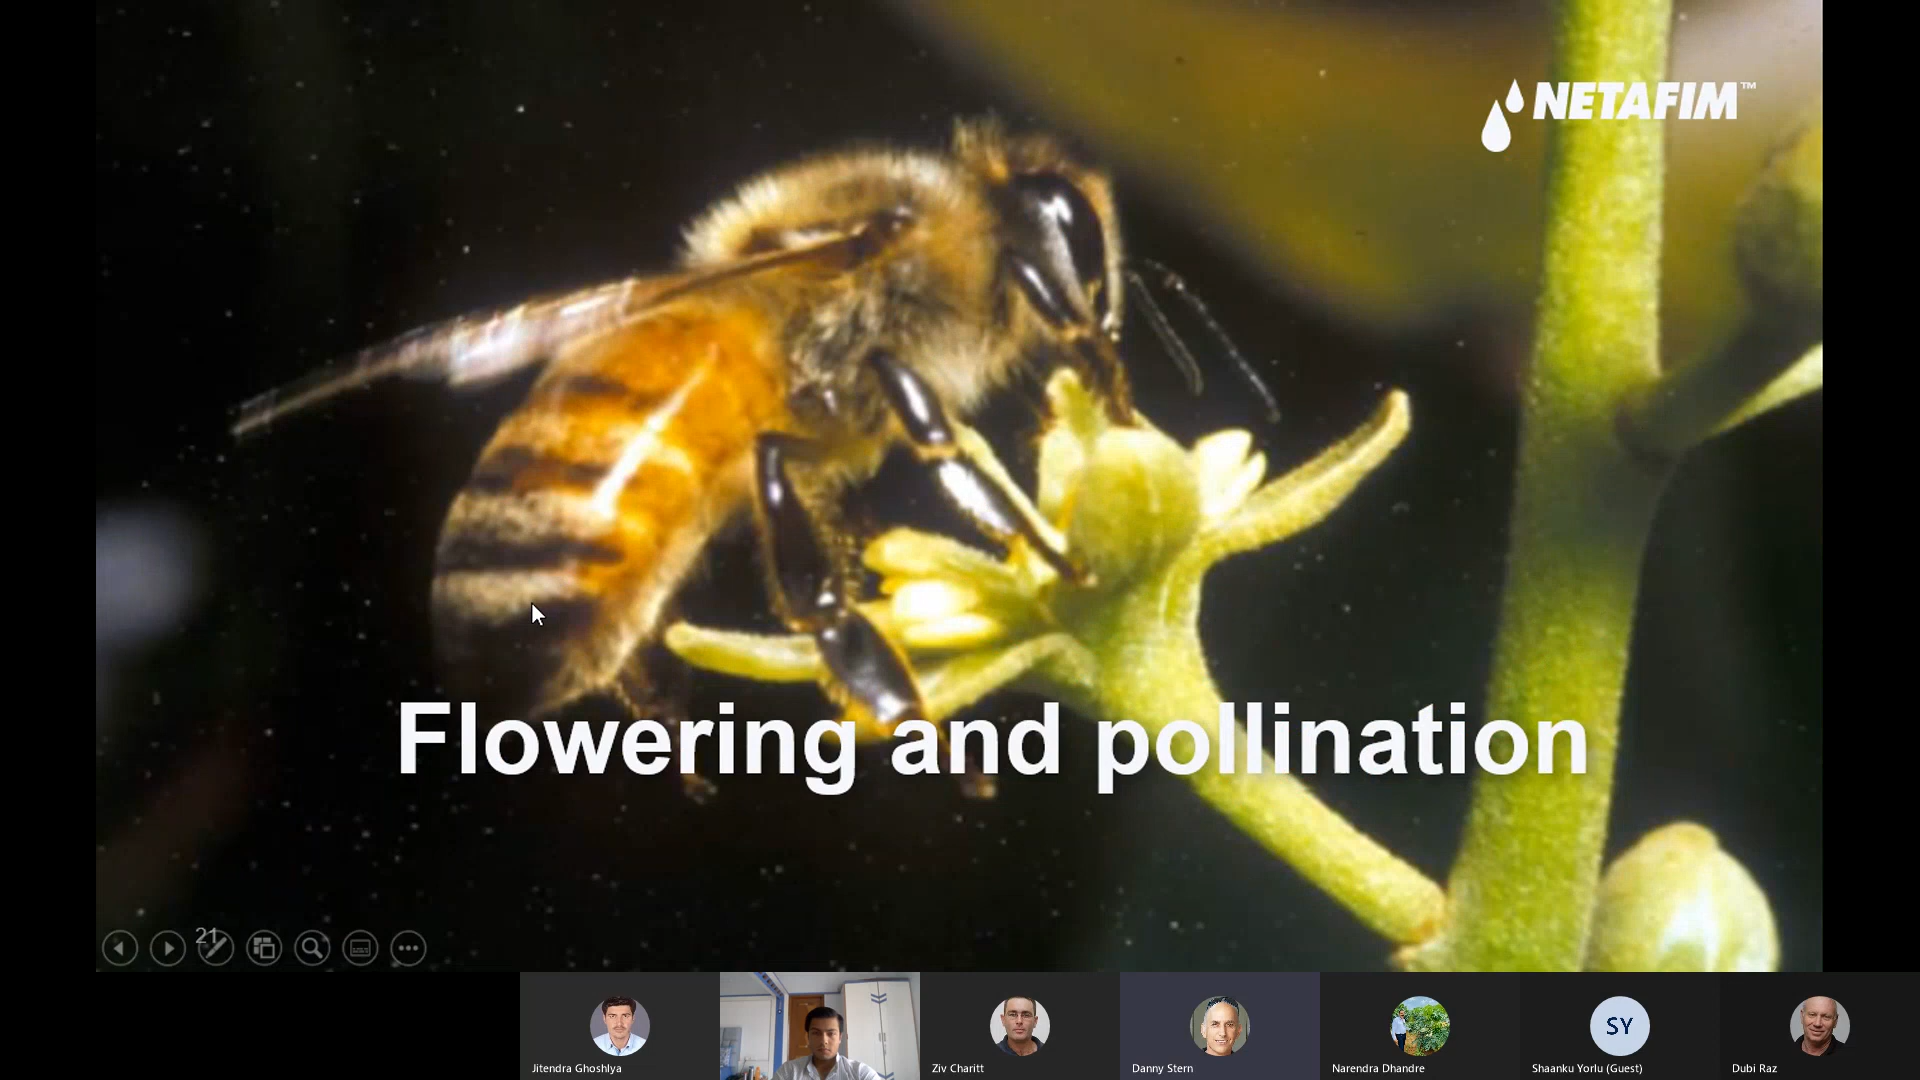 NETAFIM™
Flowering and pollination
21
SY
Jitendra Ghoshlya
Ziv Charitt
Danny Stern
Narendra Dhandre
Shaanku Yorlu (Guest)
Dubi Raz